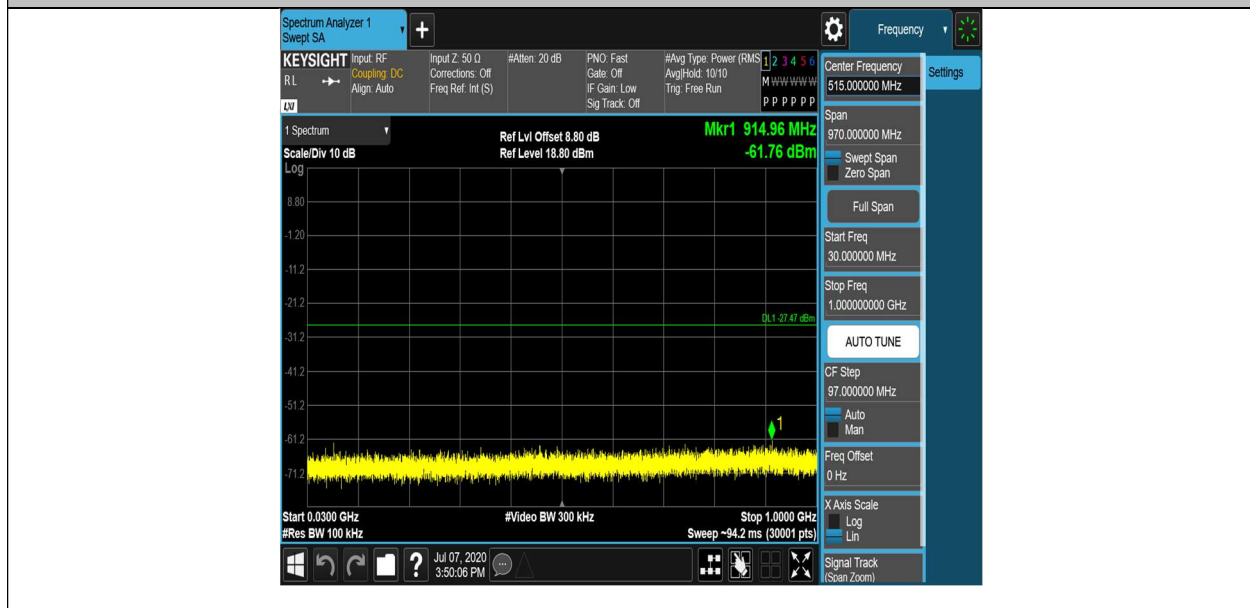 Spectrum Analyzer 1
Swept SA
+
Frequency
KEYSIGHT
RL
LXI
Input: RF
Coupling: DC
Align: Auto
Input Z: 50 Ω
Corrections: Off
Freq Ref: Int (S)
#Atten: 20 dB
PNO: Fast
Gate: Off
IF Gain: Low
Sig Track: Off
#Avg Type: Power (RMS
Avg|Hold: 10/10
Trig: Free Run
1 2 3 4 5 6
M W W W W W
P P P P P P
1 Spectrum
Scale/Div 10 dB
Log
Ref Lvl Offset 8.80 dB
Ref Level 18.80 dBm
Mkr1 914.96 MHz
-61.76 dBm
8.80
-1.20
-11.2
-21.2
DL1 -27.47 dBm
-31.2
-41.2
-51.2
1
-61.2
-71.2
Start 0.0300 GHz
#Res BW 100 kHz
#Video BW 300 kHz
Stop 1.0000 GHz
Sweep ~94.2 ms (30001 pts)
?
Jul 07, 2020
3:50:06 PM
Center Frequency
515.000000 MHz
Span
970.000000 MHz
Swept Span
Zero Span
Full Span
Start Freq
30.000000 MHz
Stop Freq
1.000000000 GHz
AUTO TUNE
CF Step
97.000000 MHz
Auto
Man
Freq Offset
0 Hz
X Axis Scale
Log
Lin
Signal Track
(Span Zoom)
Settings